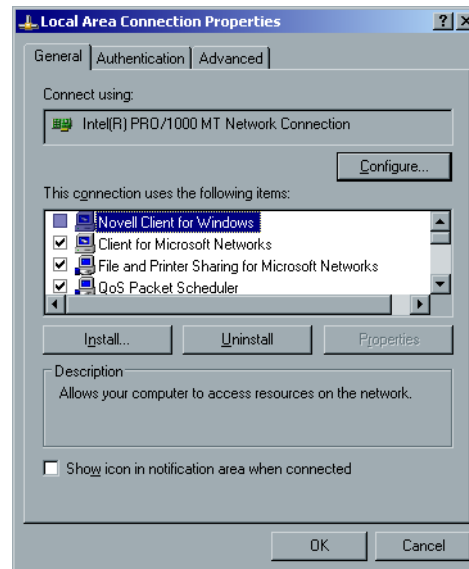 Local Area Connection Properties
General Authentication Advanced
Connect using:
Intel(R) PRO/1000 MT Network Connection
Configure...
This connection uses the following items:
Novell Client for Windows
Client for Microsoft Networks
File and Printer Sharing for Microsoft Networks
QoS Packet Scheduler
Install... Uninstall Properties
Description
Allows your computer to access resources on the network.
Show icon in notification area when connected
OK Cancel